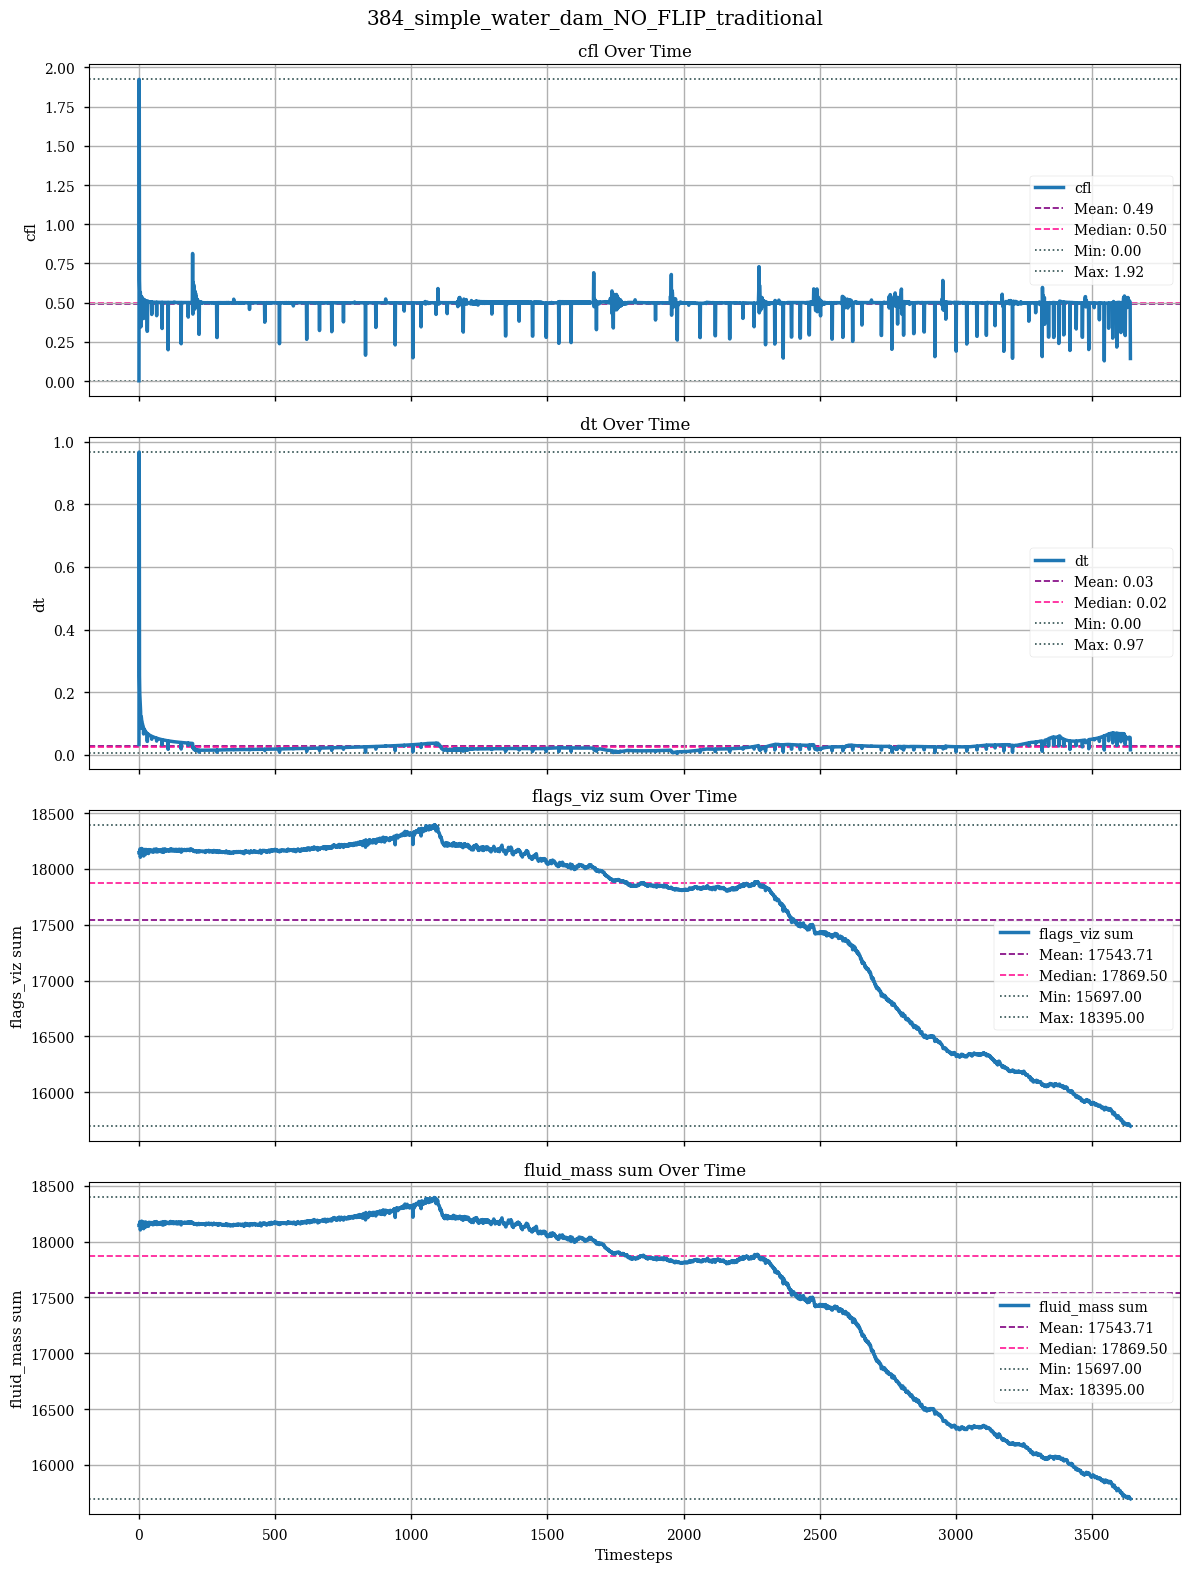 384_simple_water_dam_NO_FLIP_traditional
cfl Over Time
2.00
1.75
1.50
1.25
1.00
0.75
0.50
0.25
0.00
cfl
cfl
Mean: 0.49
Median: 0.50
Min: 0.00
Max: 1.92
dt Over Time
1.0
0.8
0.6
0.4
0.2
0.0
dt
dt
Mean: 0.03
Median: 0.02
Min: 0.00
Max: 0.97
flags_viz sum Over Time
18500
18000
17500
17000
16500
16000
flags_viz sum
flags_viz sum
Mean: 17543.71
Median: 17869.50
Min: 15697.00
Max: 18395.00
fluid_mass sum Over Time
18500
18000
17500
17000
16500
16000
fluid_mass sum
fluid_mass sum
Mean: 17543.71
Median: 17869.50
Min: 15697.00
Max: 18395.00
0 500 1000 1500 2000 2500 3000 3500
Timesteps